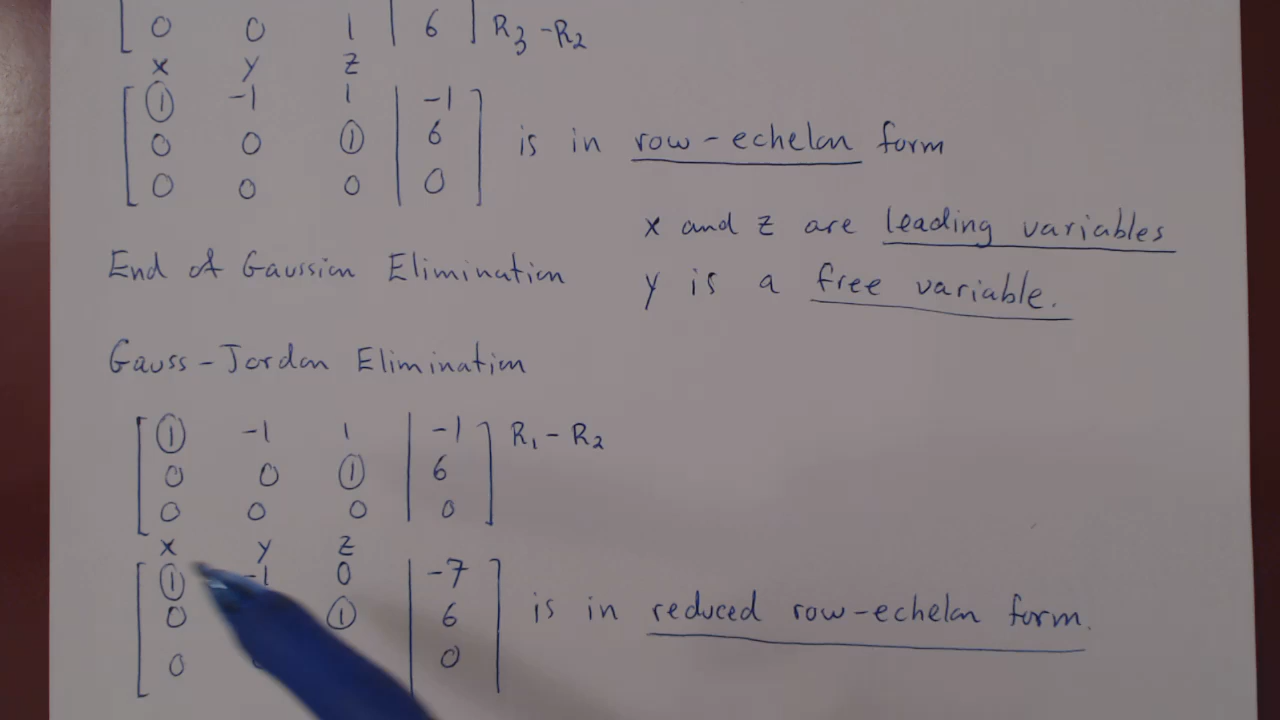 0 0 1 | 6 R3 - R2
x y z
1 -1 1 | -1
0 0 1 | 6 is in row-echelon form
0 0 0 | 0
x and z are leading variables
End of Gaussian Elimination
y is a free variable.
Gauss-Jordan Elimination
1 -1 1 | -1 R1 - R2
0 0 1 | 6
0 0 0 | 0
x y z
1 -1 0 | -7
0 1 | 6 is in reduced row-echelon form.
0 | 0